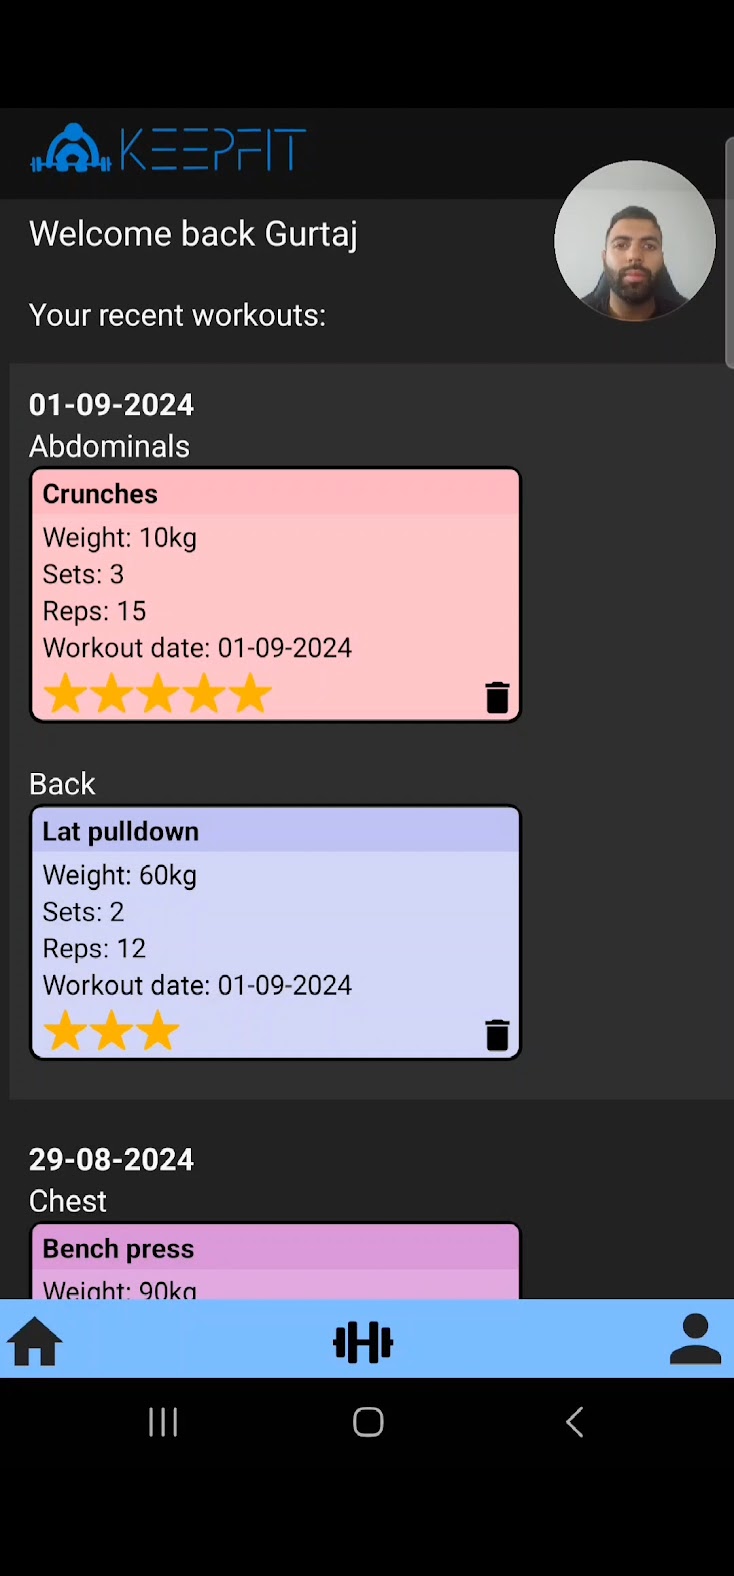 KEEPFIT
Welcome back Gurtaj
Your recent workouts:
01-09-2024
Abdominals
Crunches
Weight: 10kg
Sets: 3
Reps: 15
Workout date: 01-09-2024
Back
Lat pulldown
Weight: 60kg
Sets: 2
Reps: 12
Workout date: 01-09-2024
29-08-2024
Chest
Bench press
Weight: 90kg